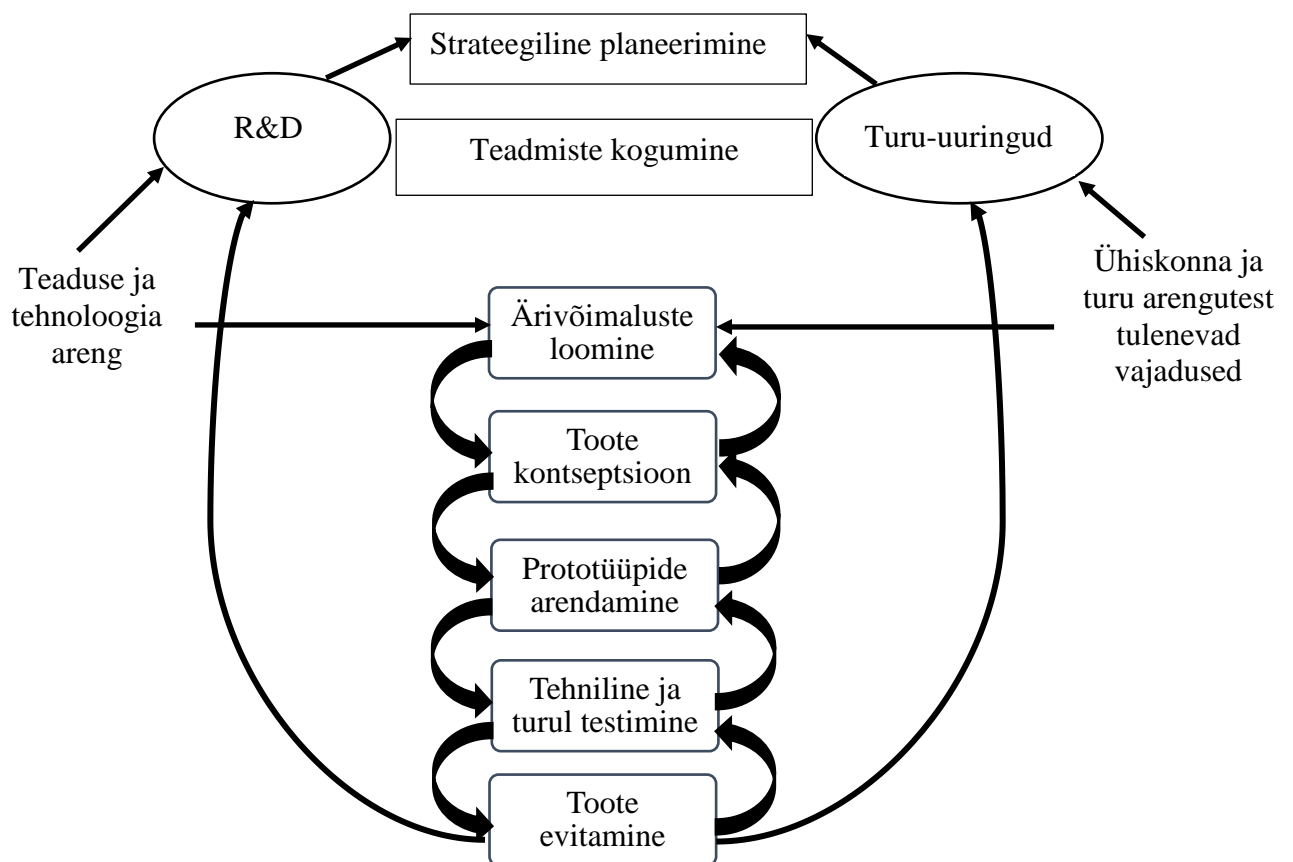 Strateegiline planeerimine
R&D
Teadmiste kogumine
Turu-uuringud
Teaduse ja
tehnoloogia
areng
Ühiskonna ja
turu arengutest
tulenevad
vajadused
Ärivõimaluste
loomine
Toote
kontseptsioon
Prototüüpide
arendamine
Tehniline ja
turul testimine
Toote
evitamine